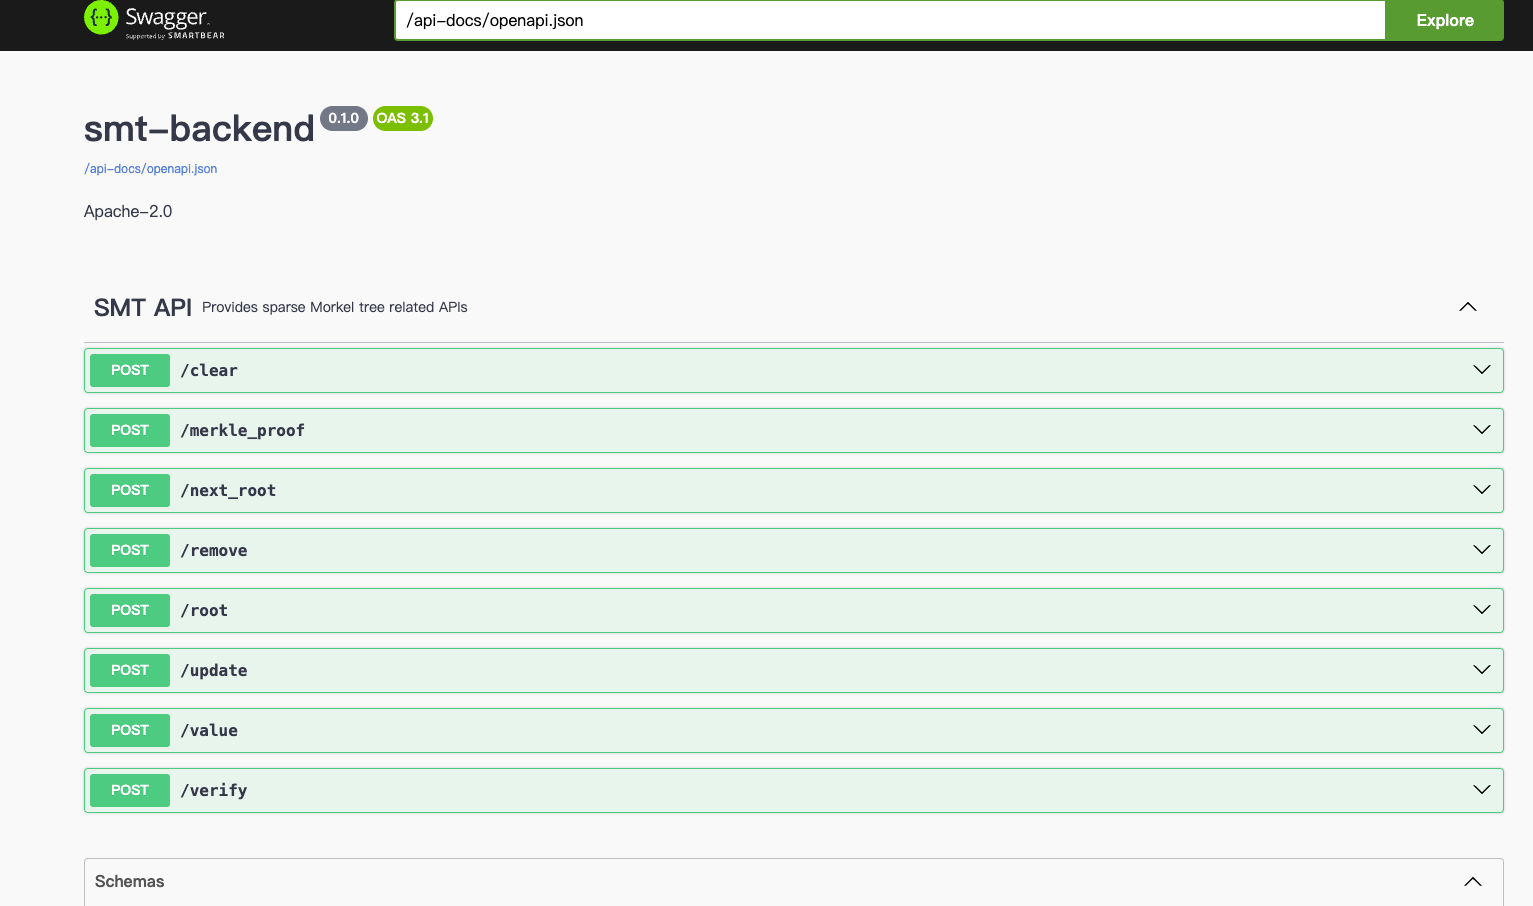 Swagger.
Supported by SMARTBEAR
/api-docs/openapi.json
Explore
smt-backend 0.1.0 OAS 3.1
/api-docs/openapi.json
Apache-2.0
SMT API Provides sparse Morkel tree related APIs
POST /clear
POST /merkle_proof
POST /next_root
POST /remove
POST /root
POST /update
POST /value
POST /verify
Schemas